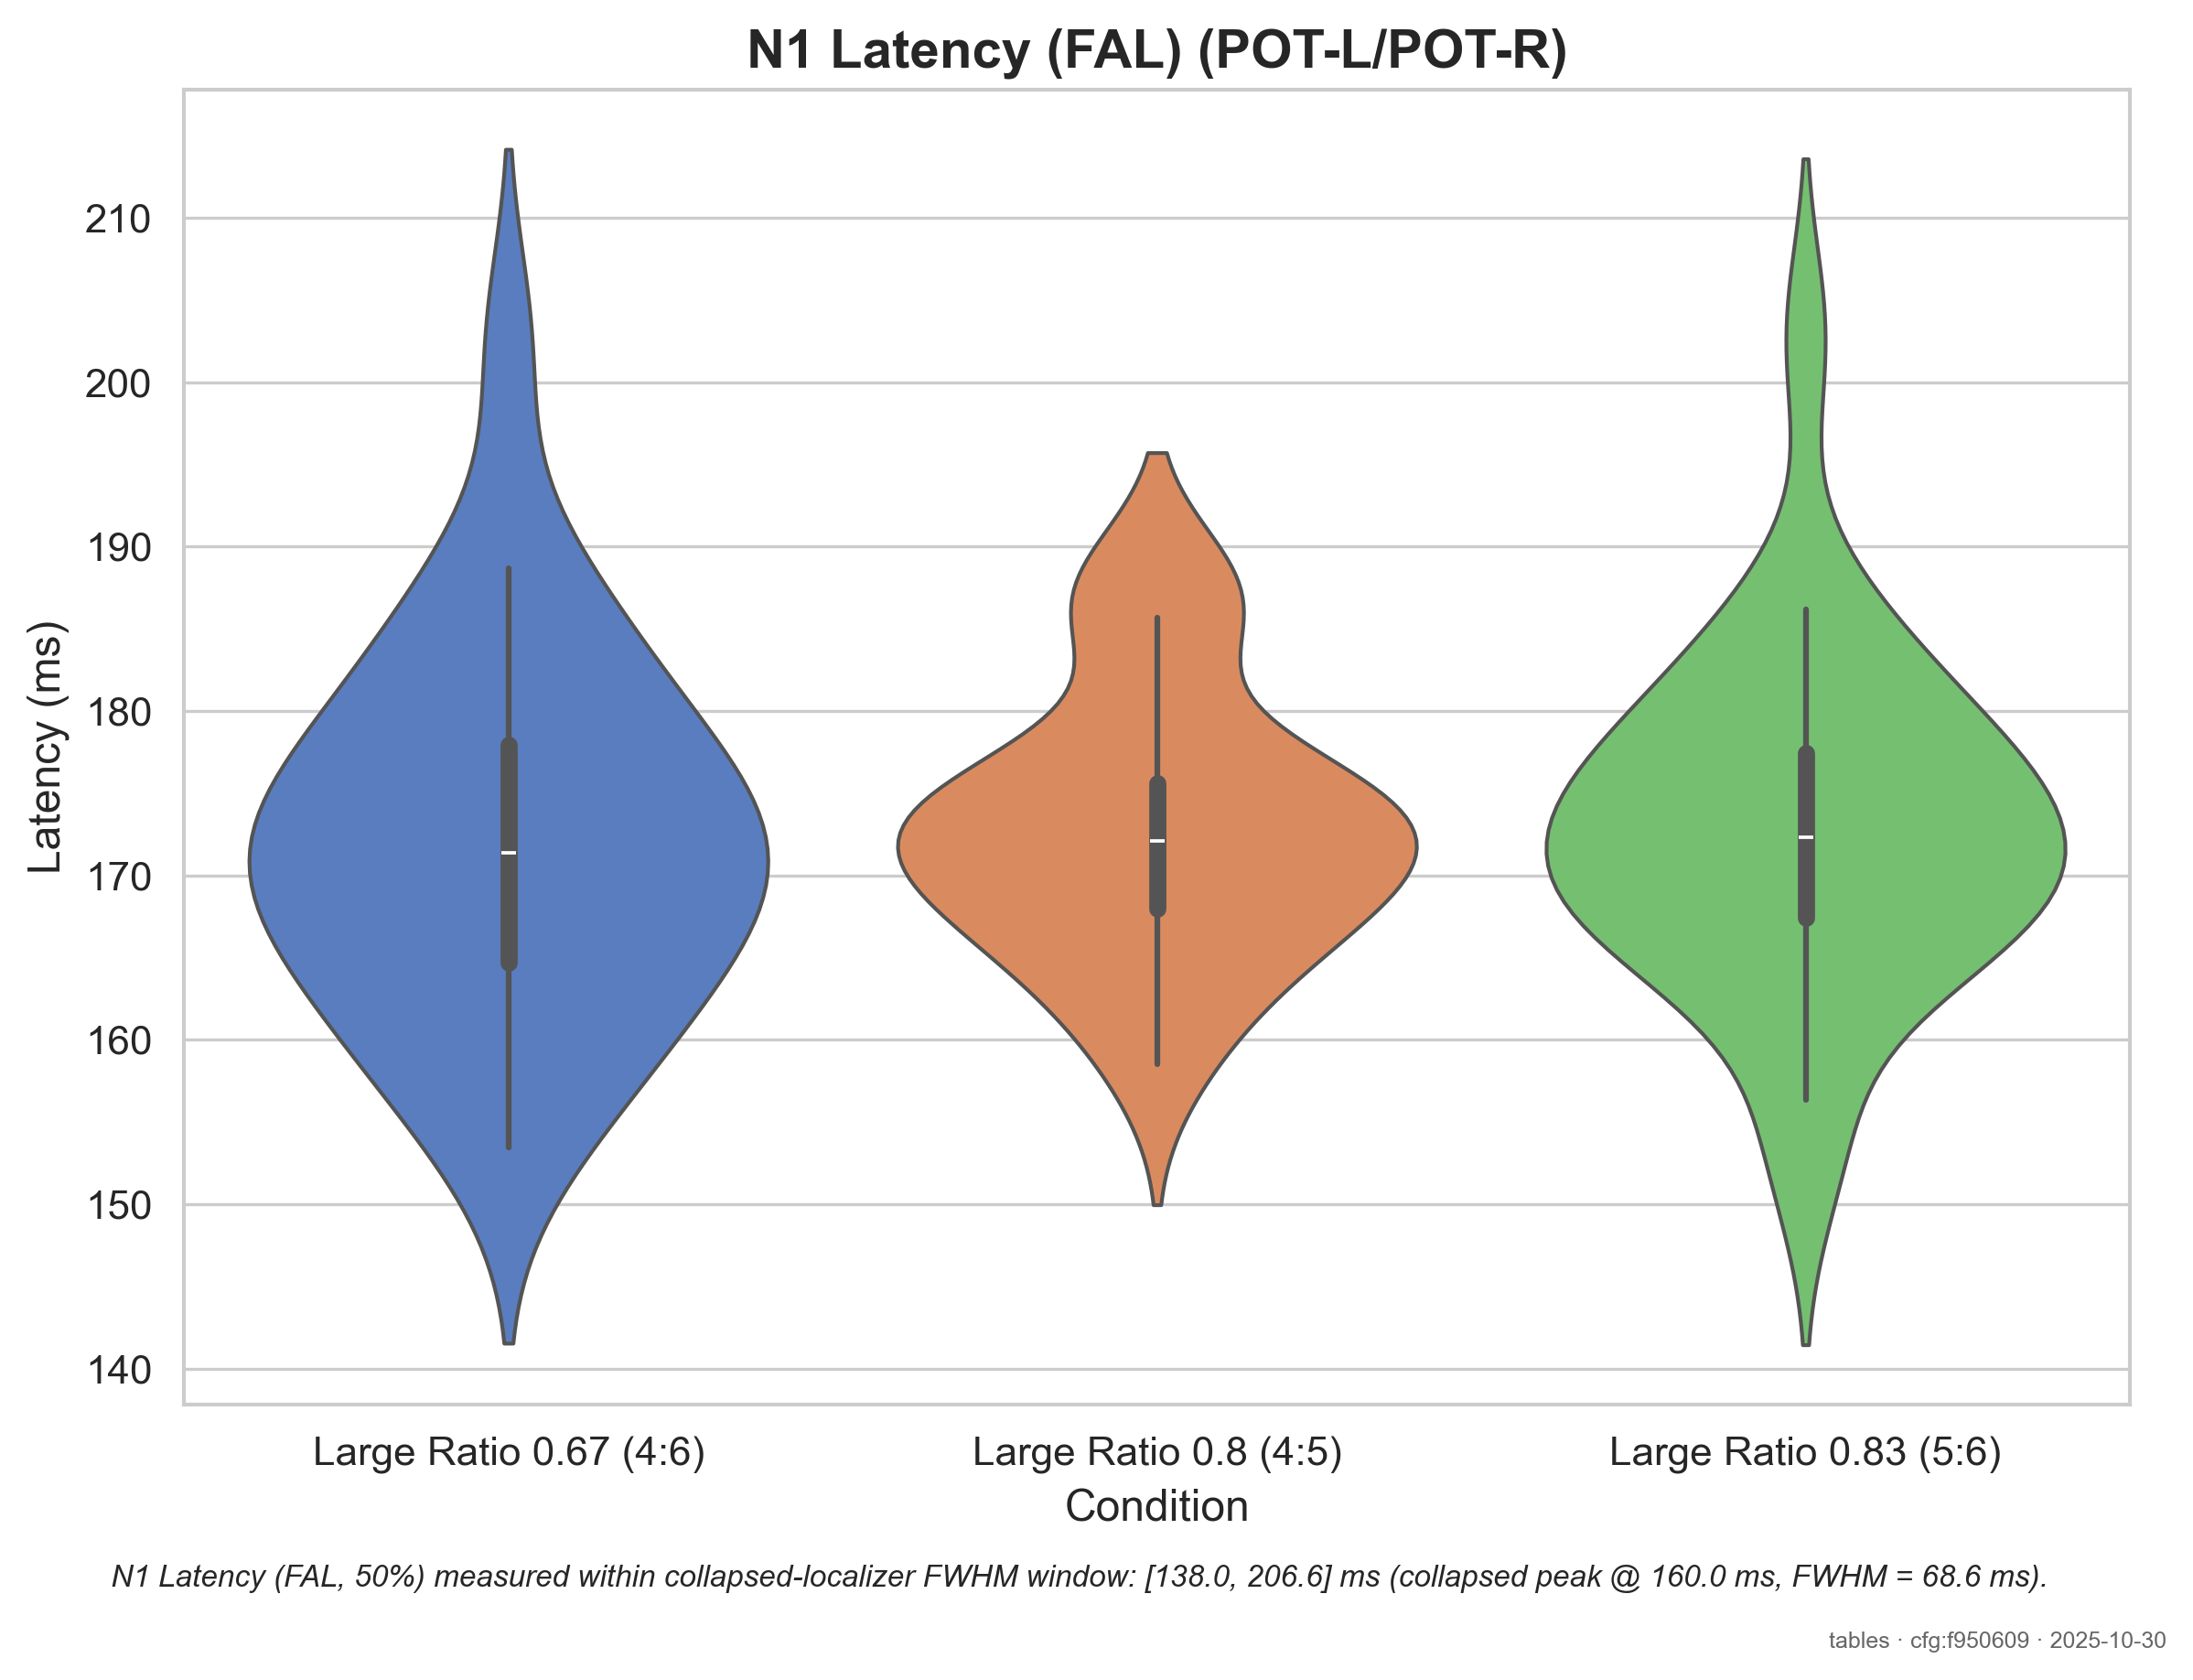 N1 Latency (FAL) (POT-L/POT-R)
Latency (ms)
210
200
190
180
170
160
150
140
Large Ratio 0.67 (4:6)
Large Ratio 0.8 (4:5)
Large Ratio 0.83 (5:6)
Condition
N1 Latency (FAL, 50%) measured within collapsed-localizer FWHM window: [138.0, 206.6] ms (collapsed peak @ 160.0 ms, FWHM = 68.6 ms).
tables · cfg:f950609 · 2025-10-30